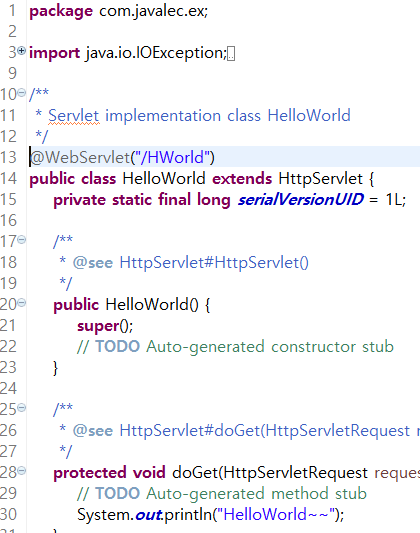 1 package com.javalec.ex;
2
3 import java.io.IOException;
9
10 /**
11 * Servlet implementation class HelloWorld
12 */
13 @WebServlet("/HWorld")
14 public class HelloWorld extends HttpServlet {
15 private static final long serialVersionUID = 1L;
16
17 /**
18 * @see HttpServlet#HttpServlet()
19 */
20 public HelloWorld() {
21 super();
22 // TODO Auto-generated constructor stub
23 }
24
25 /**
26 * @see HttpServlet#doGet(HttpServletRequest r
27 */
28 protected void doGet(HttpServletRequest reque
29 // TODO Auto-generated method stub
30 System.out.println("HelloWorld~~");
31 }